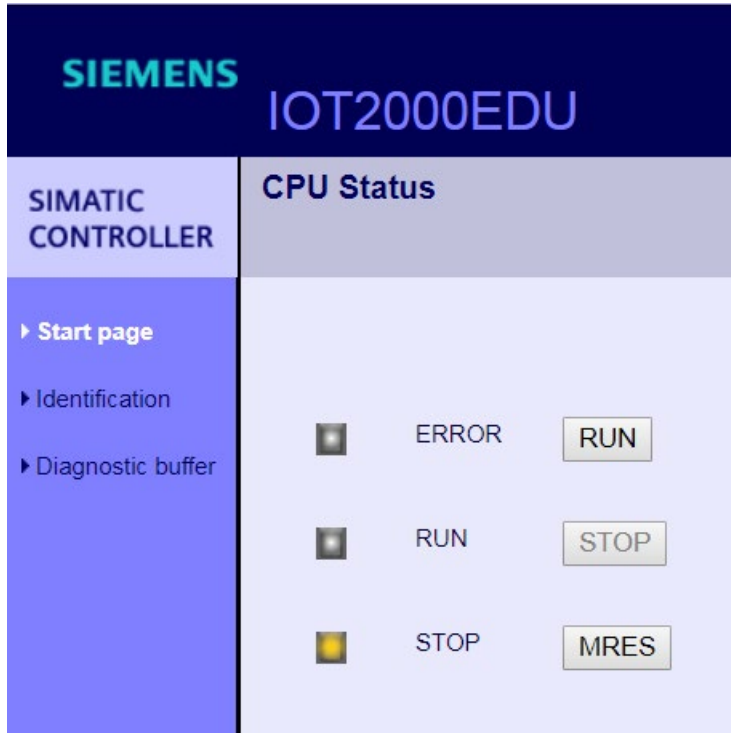 SIEMENS
IOT2000EDU
SIMATIC
CONTROLLER
CPU Status
Start page
Identification
Diagnostic buffer
ERROR RUN
RUN STOP
STOP MRES